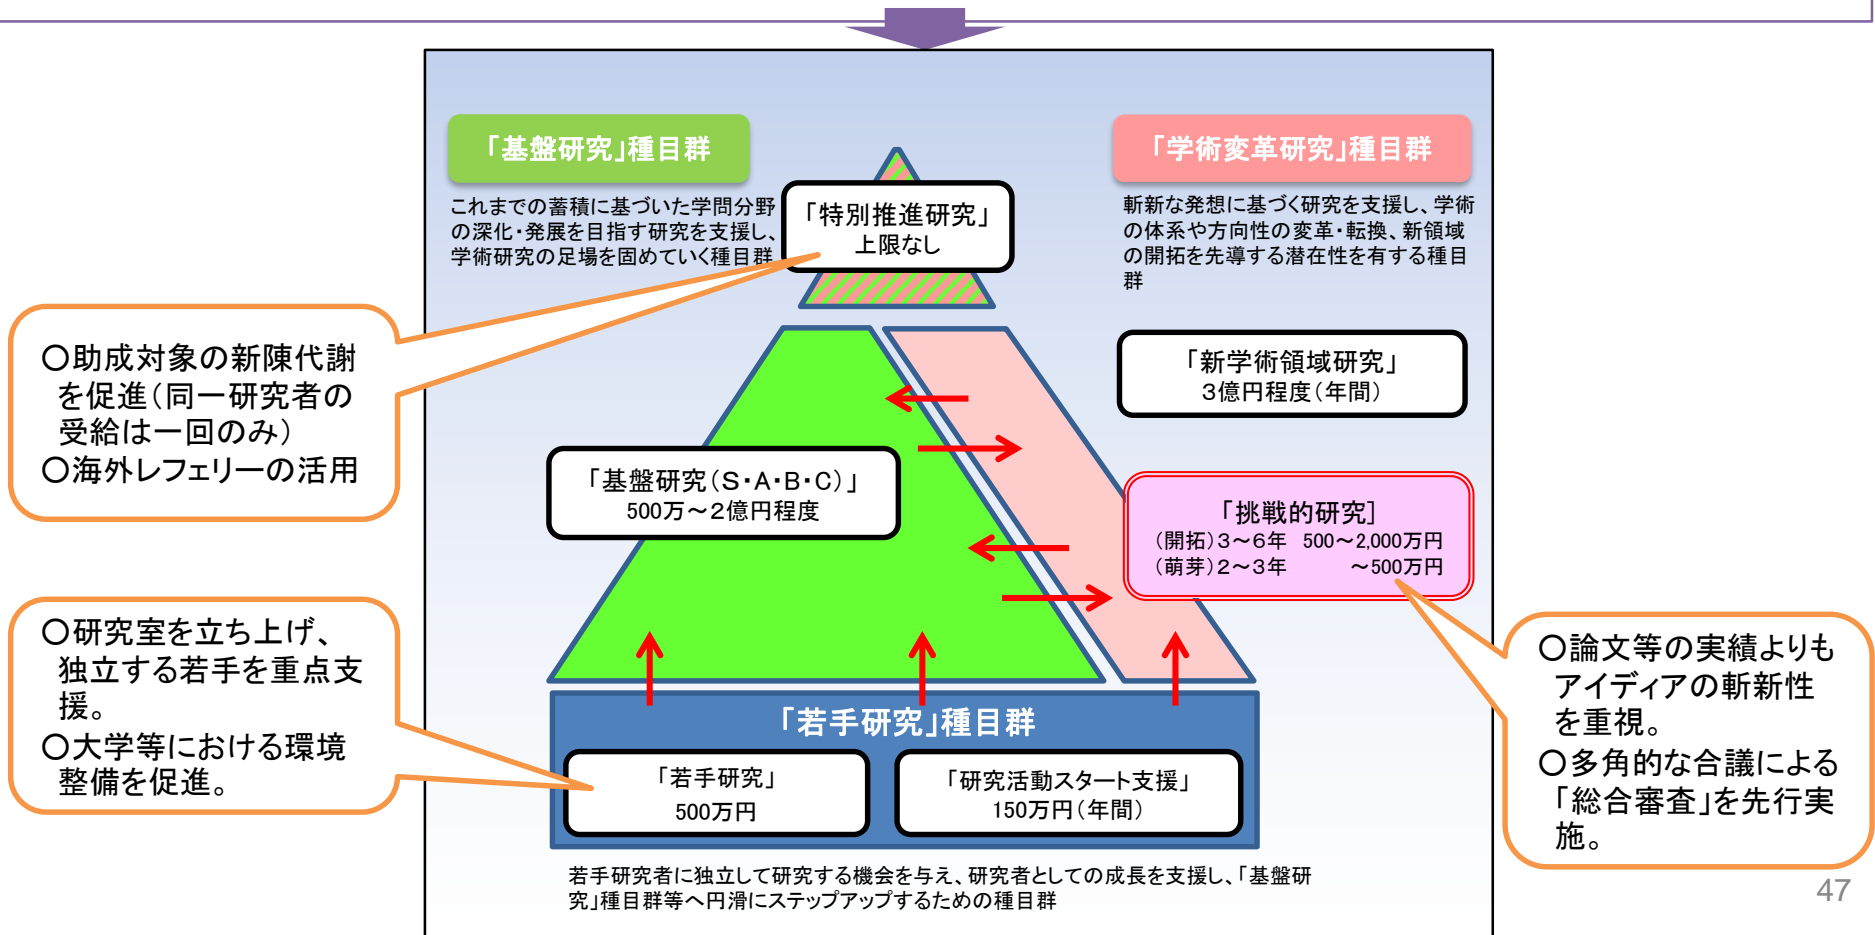 「基盤研究」種目群
これまでの蓄積に基づいた学問分野
の深化・発展を目指す研究を支援し、
学術研究の足場を固めていく種目群
「特別推進研究」
上限なし
「学術変革研究」種目群
斬新な発想に基づく研究を支援し、学術
の体系や方向性の変革・転換、新領域
の開拓を先導する潜在性を有する種目
群
〇助成対象の新陳代謝
を促進（同一研究者の
受給は一回のみ）
〇海外レフェリーの活用
「新学術領域研究」
3億円程度（年間）
「基盤研究（S・A・B・C）」
500万～2億円程度
「挑戦的研究］
（開拓）3～6年 500～2,000万円
（萌芽）2～3年 ～500万円
〇研究室を立ち上げ、
独立する若手を重点支
援。
〇大学等における環境
整備を促進。
〇論文等の実績よりも
アイディアの斬新性
を重視。
〇多角的な合議による
「総合審査」を先行実
施。
「若手研究」種目群
「若手研究」
500万円
「研究活動スタート支援」
150万円（年間）
若手研究者に独立して研究する機会を与え、研究者としての成長を支援し、「基盤研
究」種目群等へ円滑にステップアップするための種目群
47